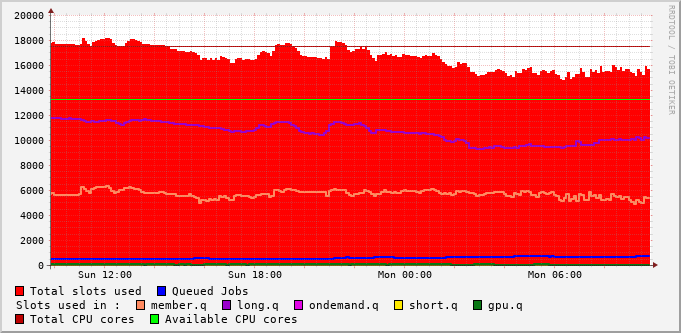 20000
18000
16000
14000
12000
10000
8000
6000
4000
2000
0
Sun 12:00 Sun 18:00 Mon 00:00 Mon 06:00
RRDTOOL / TOBI OETIKER
Total slots used Queued Jobs
Slots used in : member.q long.q ondemand.q short.q gpu.q
Total CPU cores Available CPU cores